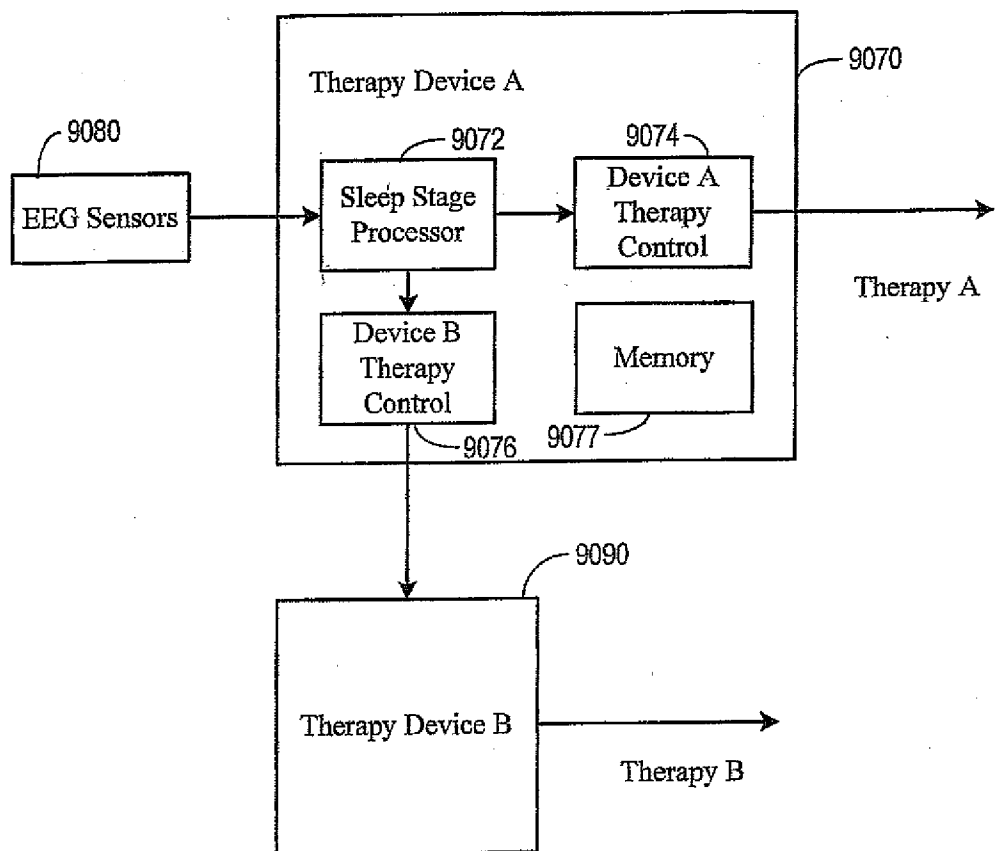 9070
Therapy Device A
9080
9072
9074
EEG Sensors
Sleep Stage
Processor
Device A
Therapy
Control
Therapy A
Device B
Therapy
Control
Memory
9076
9077
9090
Therapy Device B
Therapy B